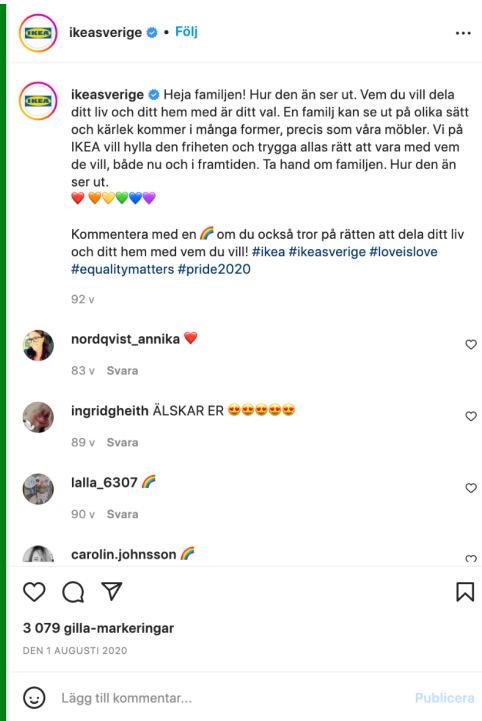 IKEA
ikeasverige • Följ
IKEA
ikeasverige Heja familjen! Hur den än ser ut. Vem du vill dela
ditt liv och ditt hem med är ditt val. En familj kan se ut på olika sätt
och kärlek kommer i många former, precis som våra möbler. Vi på
IKEA vill hylla den friheten och trygga allas rätt att vara med vem
de vill, både nu och i framtiden. Ta hand om familjen. Hur den än
ser ut.
❤️ 🧡💛💚💙💜
Kommentera med en 🌈 om du också tror på rätten att dela ditt liv
och ditt hem med vem du vill! #ikea #ikeasverige #loveislove
#equalitymatters #pride2020
92 v
nordqvist_annika ❤️
83 v Svara
ingridgheith ÄLSKAR ER 😍😍😍😍😍
89 v Svara
lalla_6307 🌈
90 v Svara
carolin.johnsson 🌈
3 079 gilla-markeringar
DEN 1 AUGUSTI 2020
Lägg till kommentar... Publicera